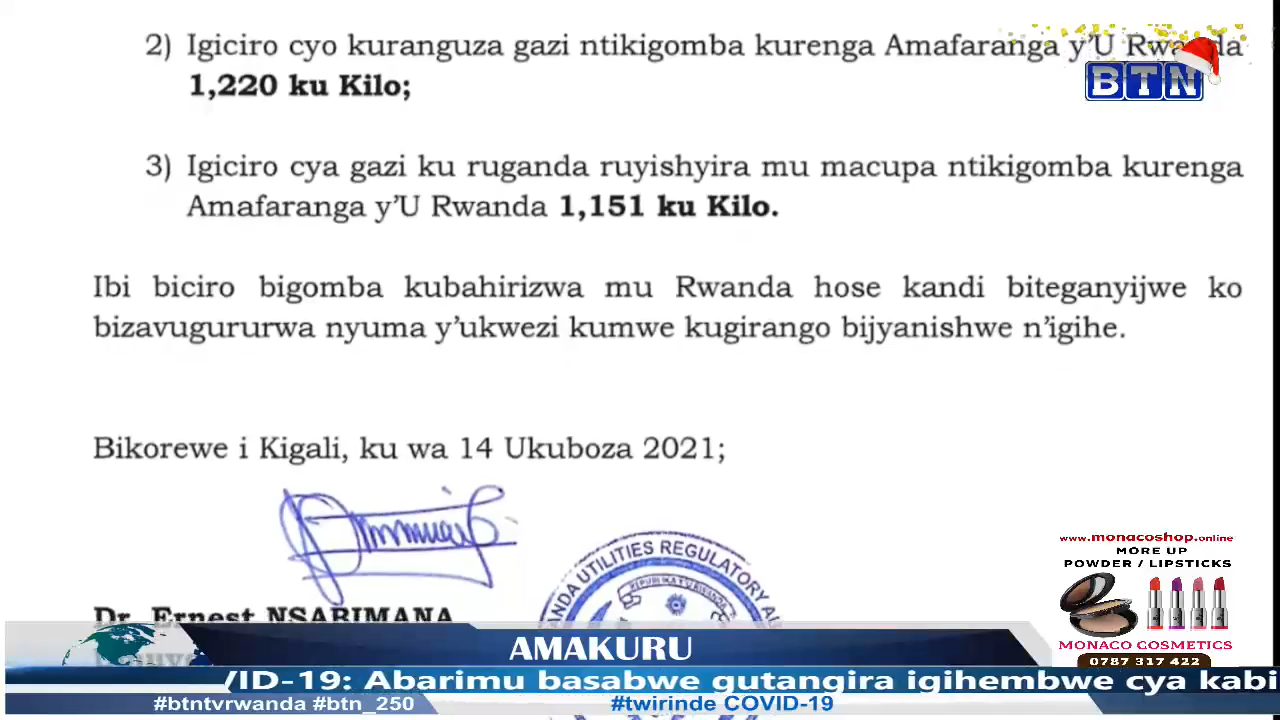 2) Igiciro cyo kuranguza gazi ntikigomba kurenga Amafaranga y'U Rwanda
1,220 ku Kilo;
BTN
3) Igiciro cya gazi ku ruganda ruyishyira mu macupa ntikigomba kurenga
Amafaranga y'U Rwanda 1,151 ku Kilo.
Ibi biciro bigomba kubahirizwa mu Rwanda hose kandi biteganyijwe ko
bizavugururwa nyuma y'ukwezi kumwe kugirango bijyanishwe n'igihe.
Bikorewe i Kigali, ku wa 14 Ukuboza 2021;
UTILITIES REGULATORY
Dr. Ernest NSABIMANA
www.monacoshop.online
MORE UP
POWDER / LIPSTICKS
MONACO COSMETICS
0787 317 422
AMAKURU
VID-19: Abarimu basabwe gutangira igihembwe cya kabi
#btntvrwanda #btn_250
#twirinde COVID-19